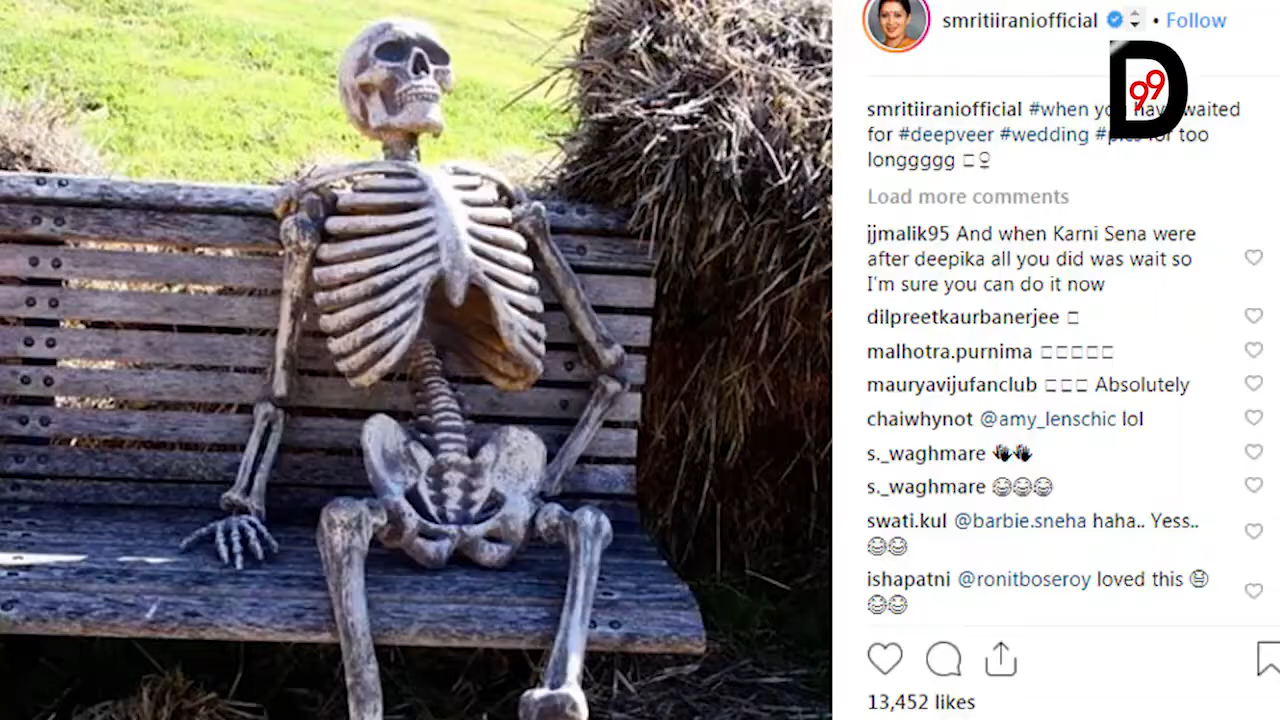 smritiiraniofficial • Follow
D99
smritiiraniofficial #when you have waited
for #deepveer #wedding #pics for too
longgggg
Load more comments
jjmalik95 And when Karni Sena were
after deepika all you did was wait so
I'm sure you can do it now
dilpreetkaurbanerjee
malhotra.purnima
mauryavijufanclub Absolutely
chaiwhynot @amy_lenschic lol
s._waghmare 👋👋
s._waghmare 😂😂😂
swati.kul @barbie.sneha haha.. Yess..
😂😂
ishapatni @ronitboseroy loved this 😆
😂😂
13,452 likes